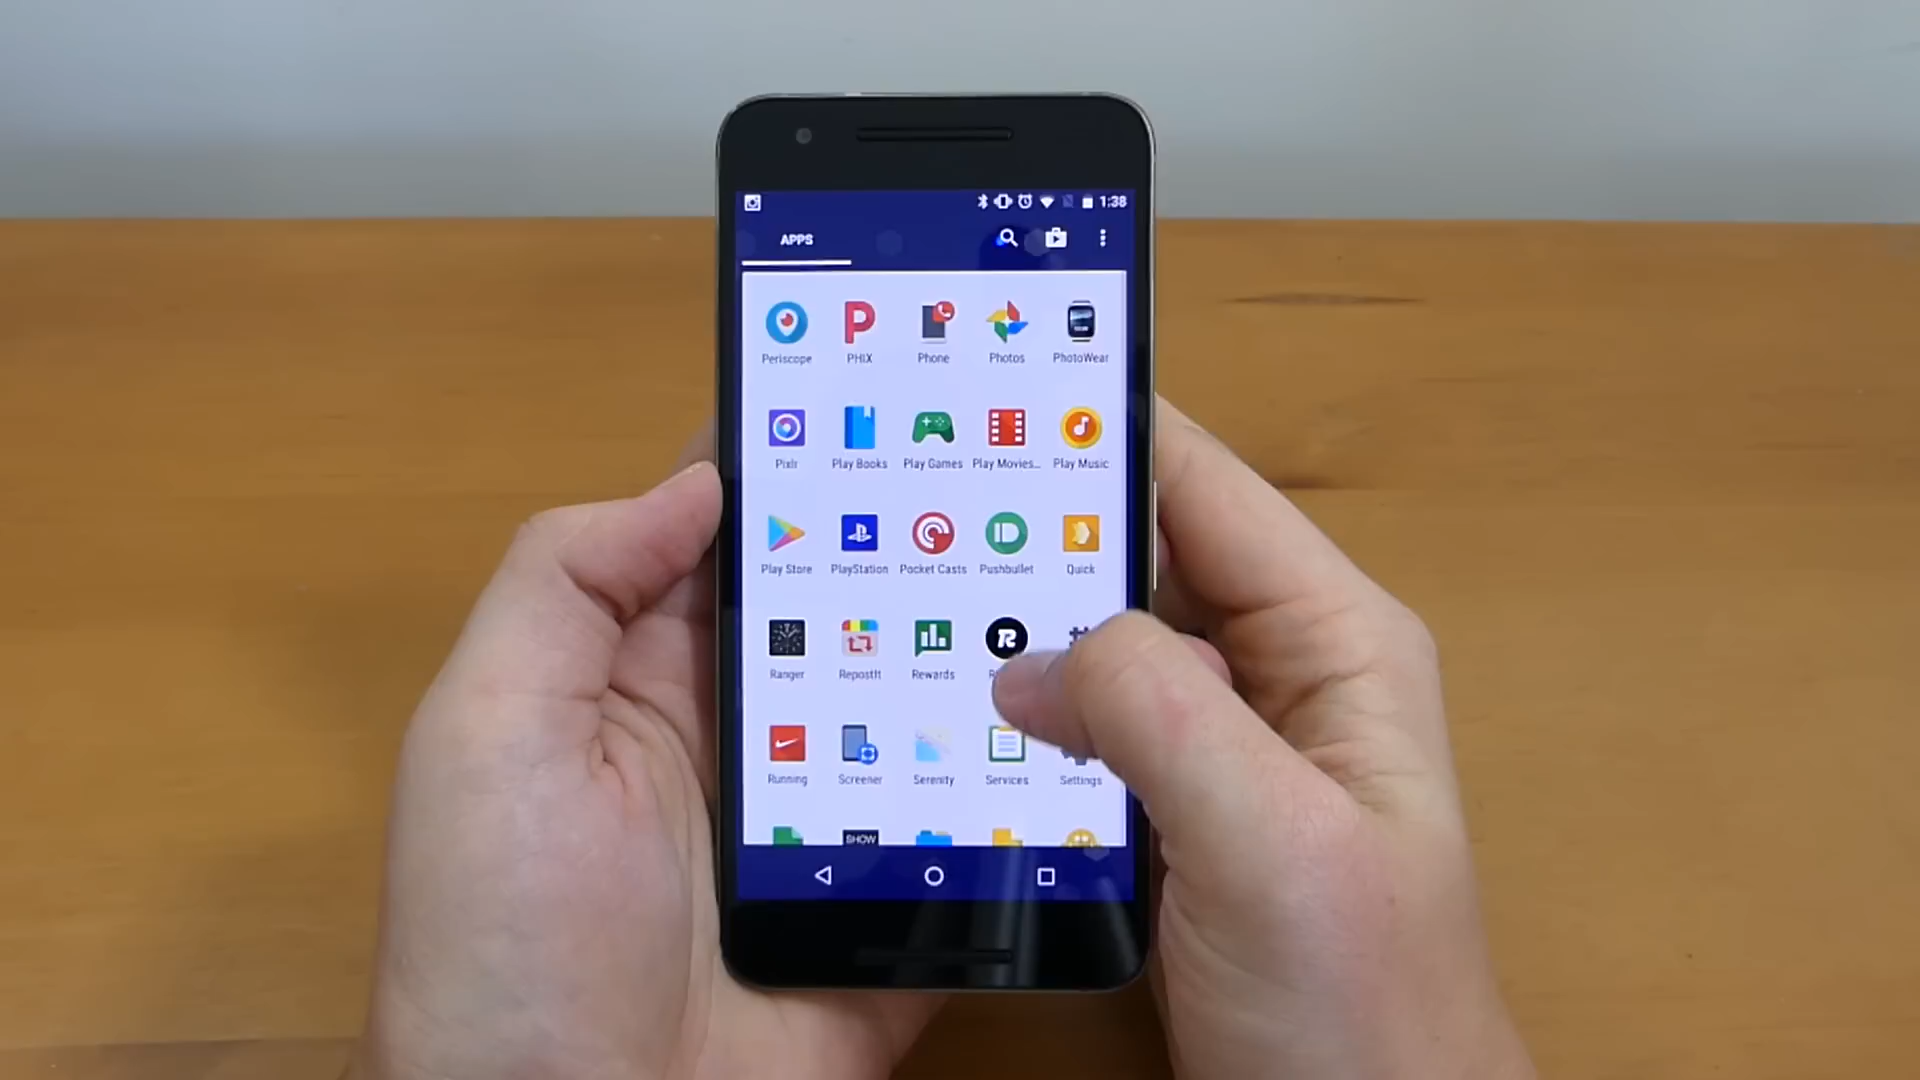 1:38
APPS
Periscope PHIX Phone Photos PhotoWear
Pixlr Play Books Play Games Play Movies... Play Music
Play Store PlayStation Pocket Casts Pushbullet Quick
Ranger RepostIt Rewards
Running Screener Serenity Services Settings
SHOW